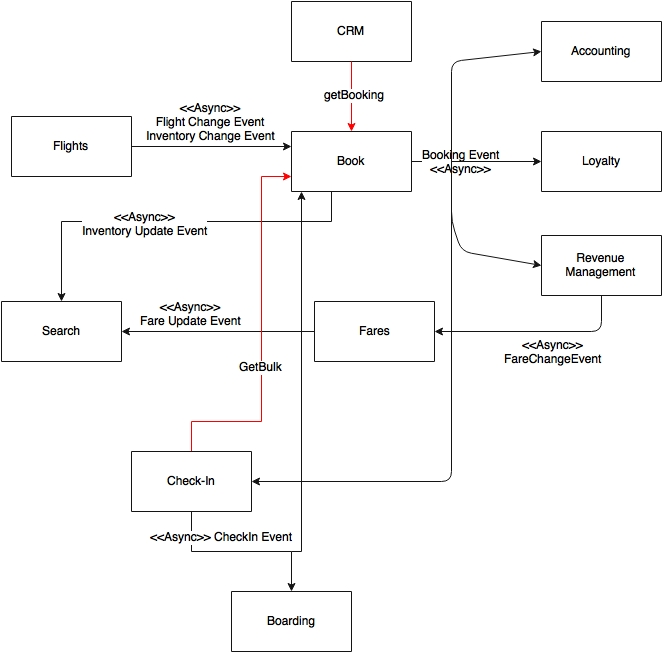 CRM
Accounting
getBooking
<<Async>>
Flight Change Event
Inventory Change Event
Flights
Book
Booking Event
<<Async>>
Loyalty
<<Async>>
Inventory Update Event
Revenue
Management
<<Async>>
Fare Update Event
Search
Fares
<<Async>>
FareChangeEvent
GetBulk
Check-In
<<Async>> CheckIn Event
Boarding